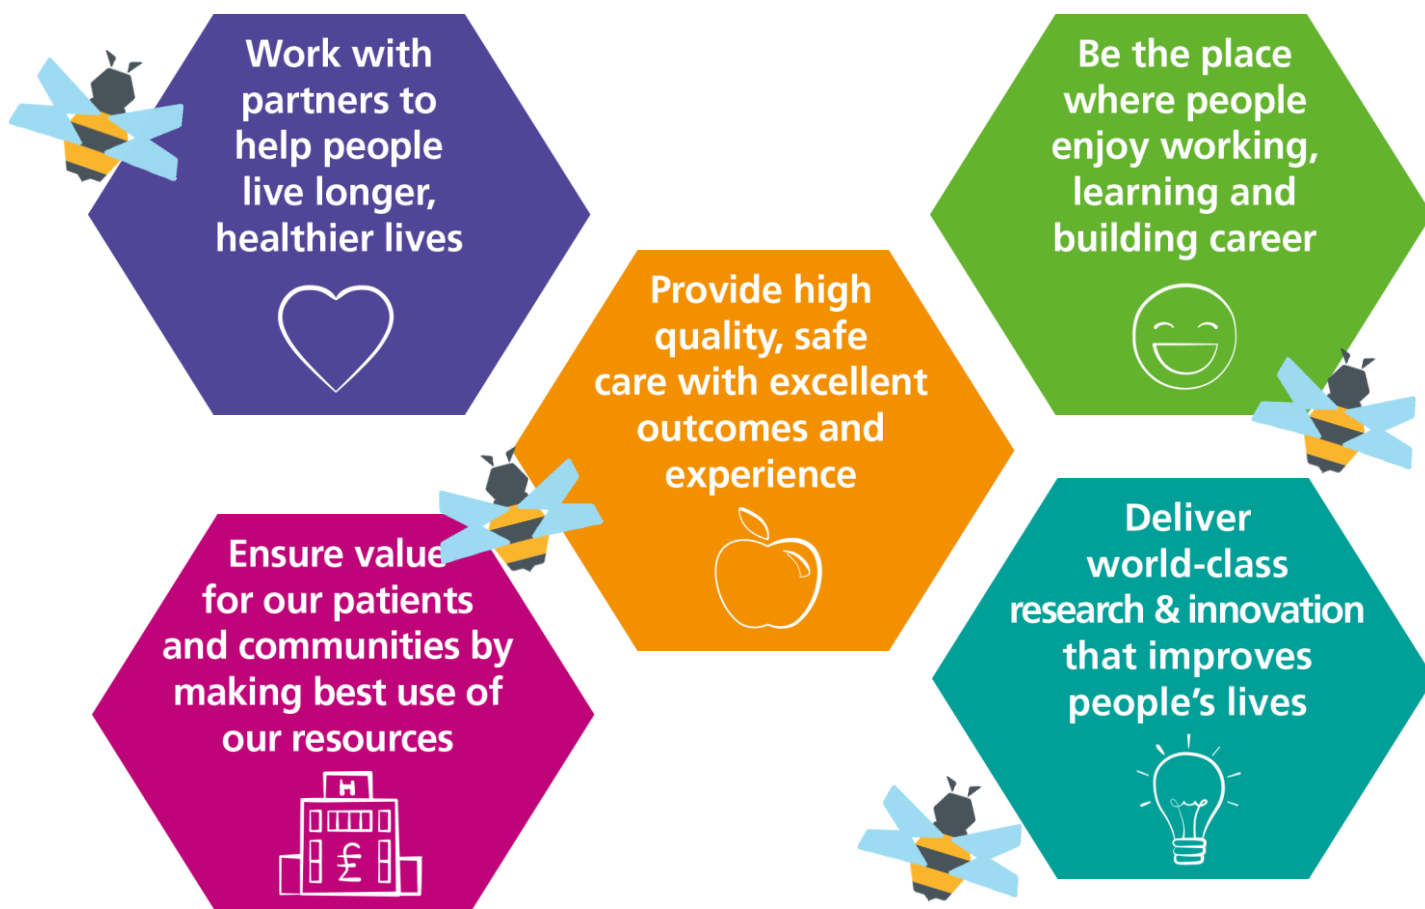 Work with
partners to
help people
live longer,
healthier lives
Be the place
where people
enjoy working,
learning and
building career
Provide high
quality, safe
care with excellent
outcomes and
experience
Ensure value
for our patients
and communities by
making best use of
our resources
H
£
Deliver
world-class
research & innovation
that improves
people's lives